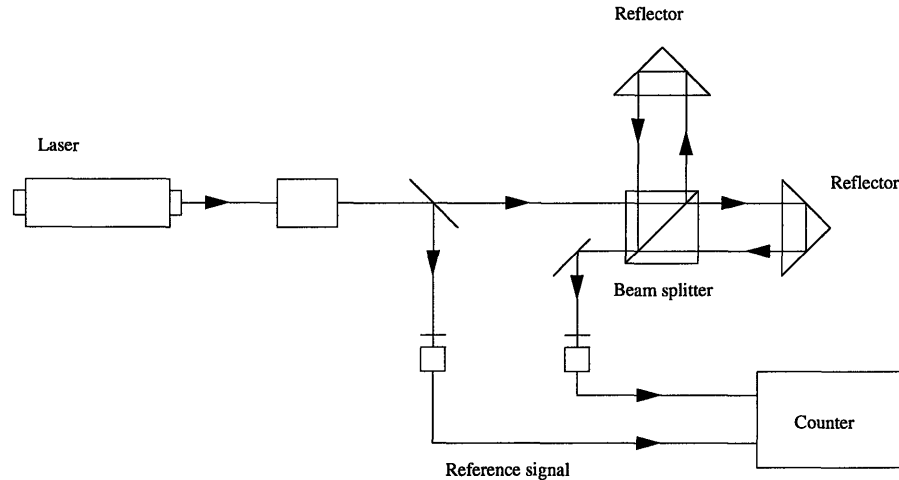 Reflector
Laser
Reflector
Beam splitter
Counter
Reference signal